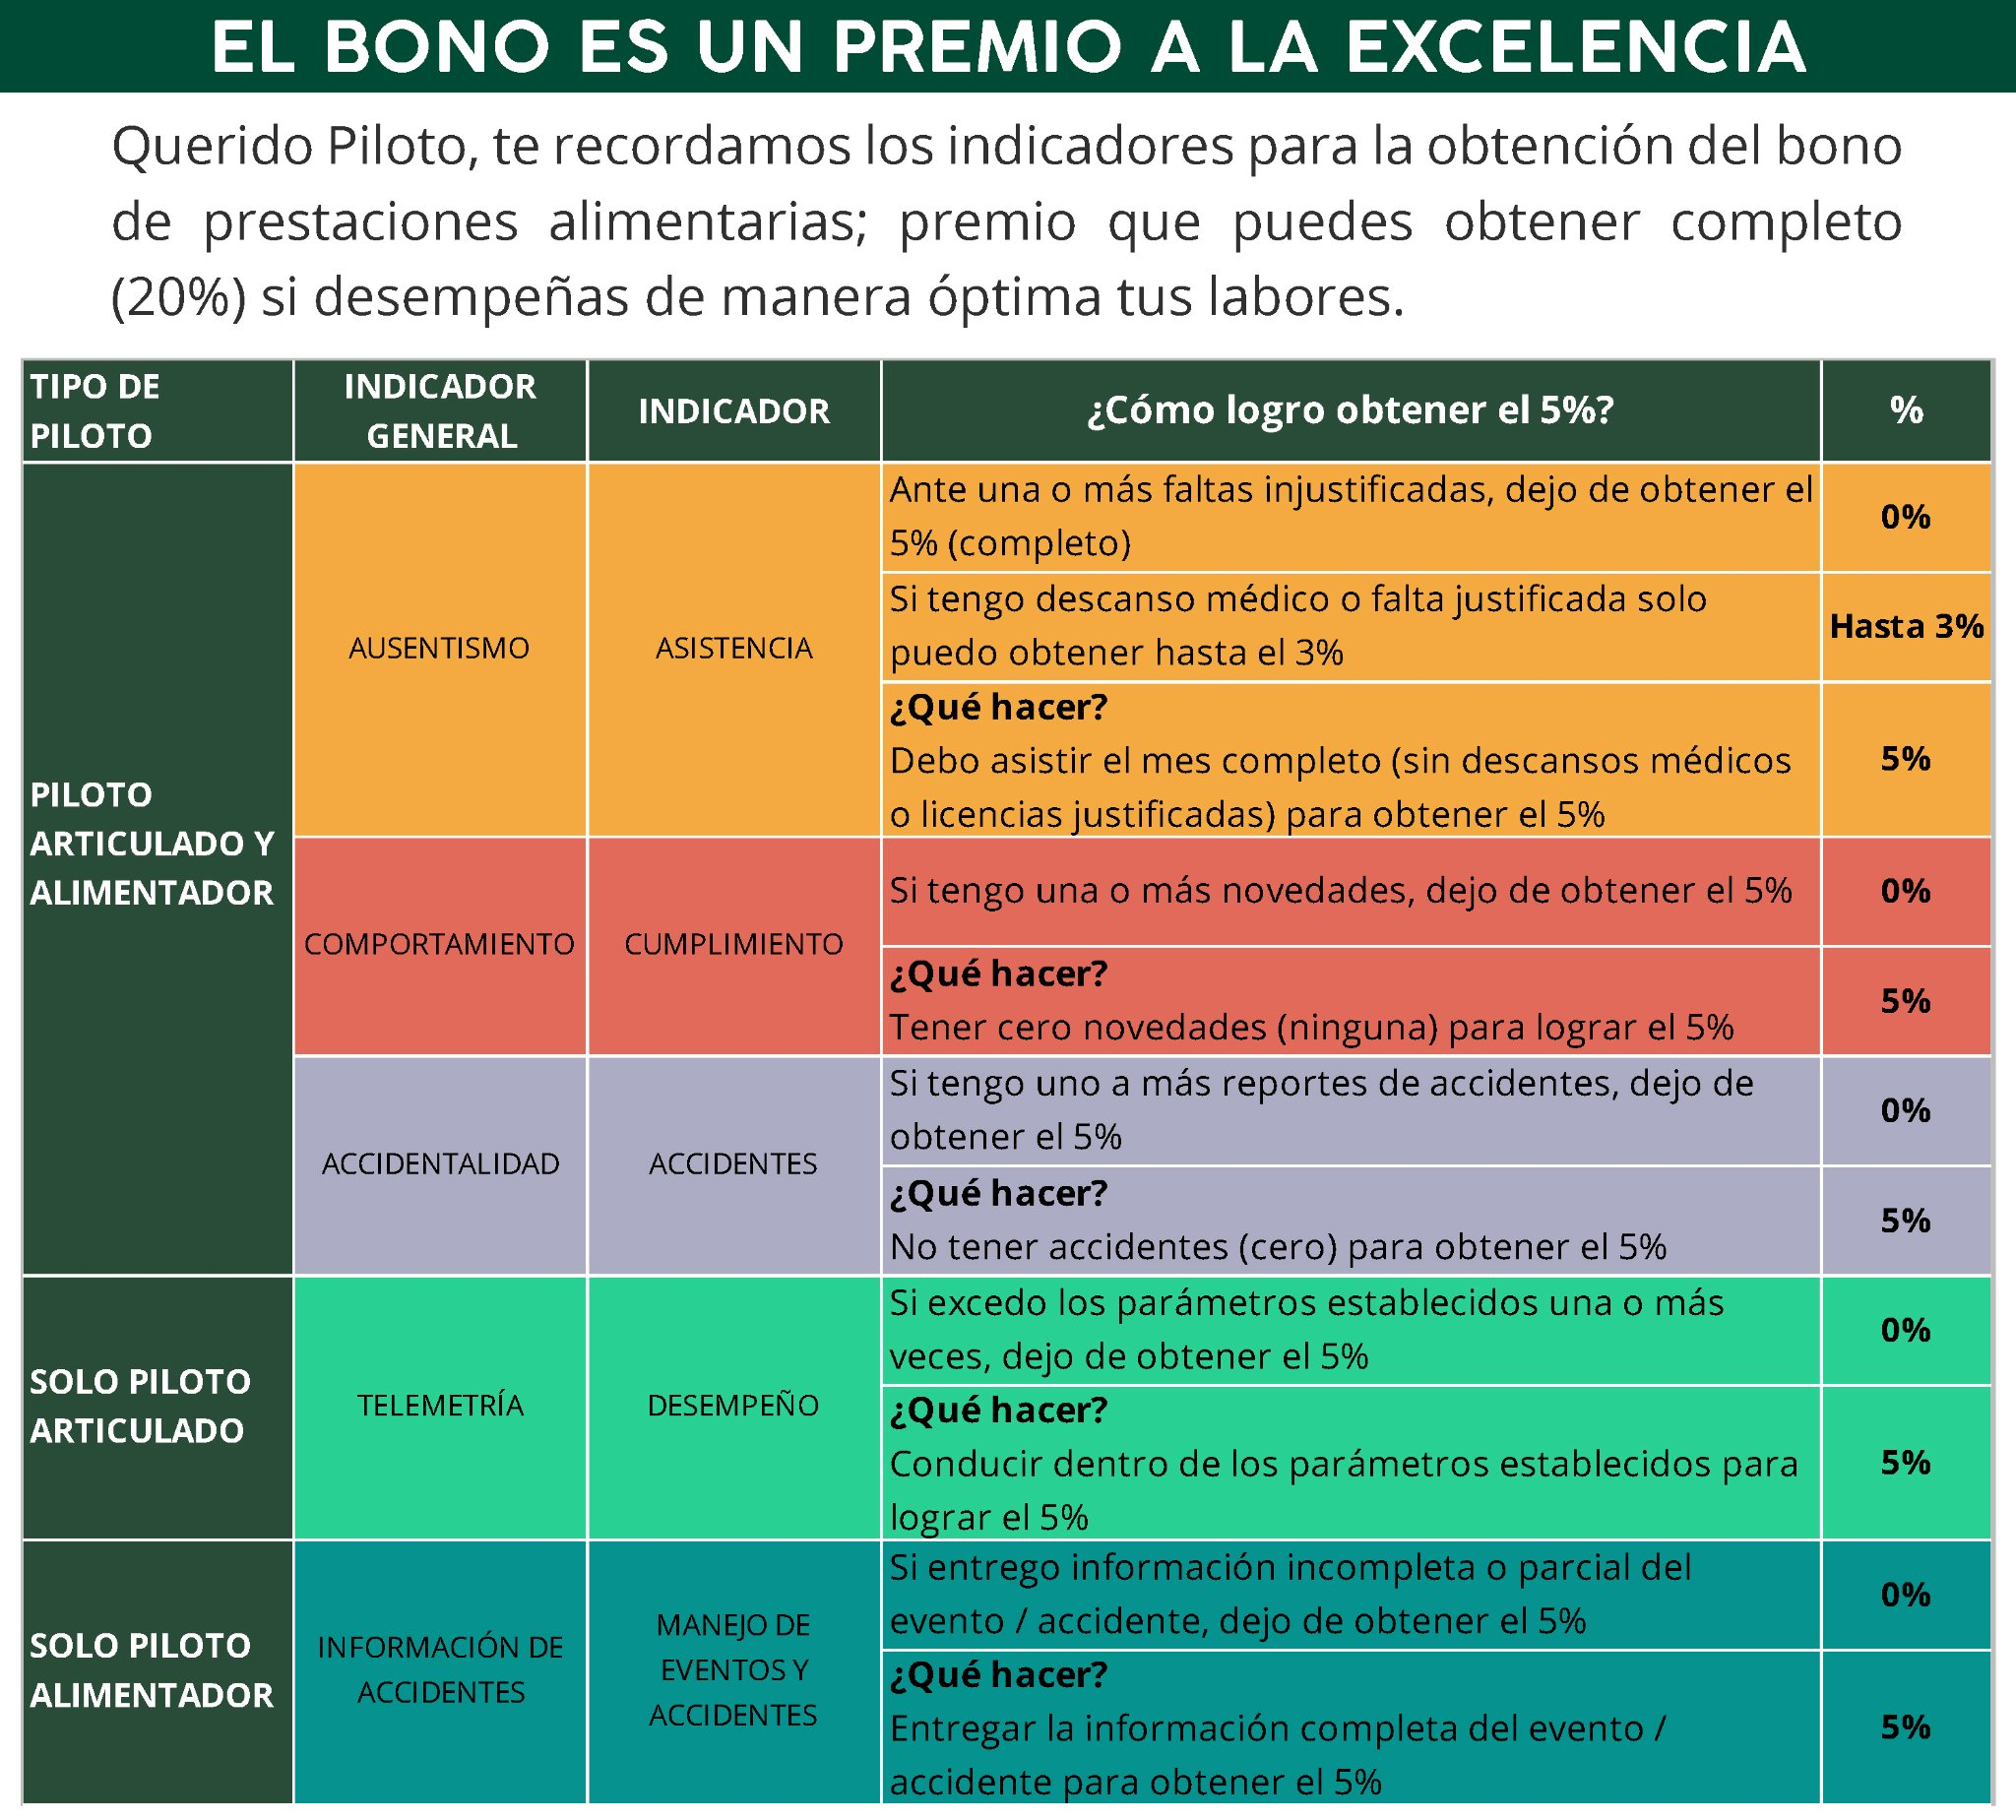 EL BONO ES UN PREMIO A LA EXCELENCIA
Querido Piloto, te recordamos los indicadores para la obtención del bono
de prestaciones alimentarias; premio que puedes obtener completo
(20%) si desempeñas de manera óptima tus labores.
TIPO DE
PILOTO
INDICADOR
GENERAL
INDICADOR
¿Cómo logro obtener el 5%?
%
PILOTO
ARTICULADO Y
ALIMENTADOR
AUSENTISMO
ASISTENCIA
Ante una o más faltas injustificadas, dejo de obtener el
5% (completo)
0%
Si tengo descanso médico o falta justificada solo
puedo obtener hasta el 3%
Hasta 3%
¿Qué hacer?
Debo asistir el mes completo (sin descansos médicos
o licencias justificadas) para obtener el 5%
5%
COMPORTAMIENTO
CUMPLIMIENTO
Si tengo una o más novedades, dejo de obtener el 5%
0%
¿Qué hacer?
Tener cero novedades (ninguna) para lograr el 5%
5%
ACCIDENTALIDAD
ACCIDENTES
Si tengo uno a más reportes de accidentes, dejo de
obtener el 5%
0%
¿Qué hacer?
No tener accidentes (cero) para obtener el 5%
5%
SOLO PILOTO
ARTICULADO
TELEMETRÍA
DESEMPEÑO
Si excedo los parámetros establecidos una o más
veces, dejo de obtener el 5%
0%
¿Qué hacer?
Conducir dentro de los parámetros establecidos para
lograr el 5%
5%
SOLO PILOTO
ALIMENTADOR
INFORMACIÓN DE
ACCIDENTES
MANEJO DE
EVENTOS Y
ACCIDENTES
Si entrego información incompleta o parcial del
evento / accidente, dejo de obtener el 5%
0%
¿Qué hacer?
Entregar la información completa del evento /
accidente para obtener el 5%
5%